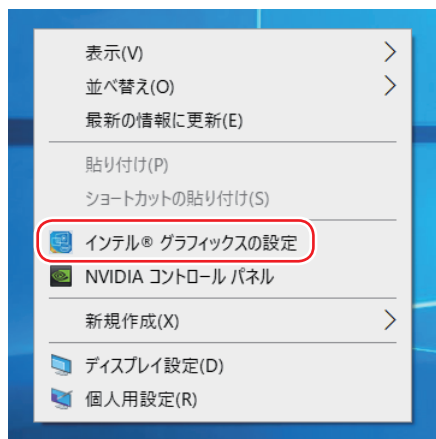 表示(V)
並べ替え(O)
最新の情報に更新(E)
貼り付け(P)
ショートカットの貼り付け(S)
インテル® グラフィックスの設定
NVIDIA コントロール パネル
新規作成(X)
ディスプレイ設定(D)
個人用設定(R)